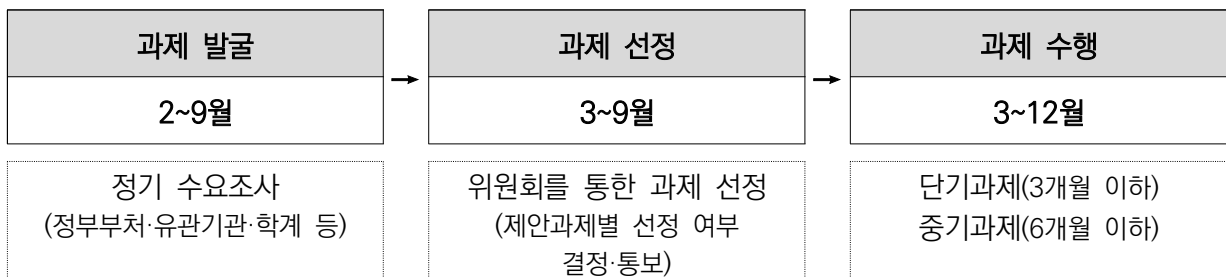 과제 발굴
2~9월
정기 수요조사
(정부부처·유관기관·학계 등)
과제 선정
3~9월
위원회를 통한 과제 선정
(제안과제별 선정 여부
결정·통보)
과제 수행
3~12월
단기과제(3개월 이하)
중기과제(6개월 이하)